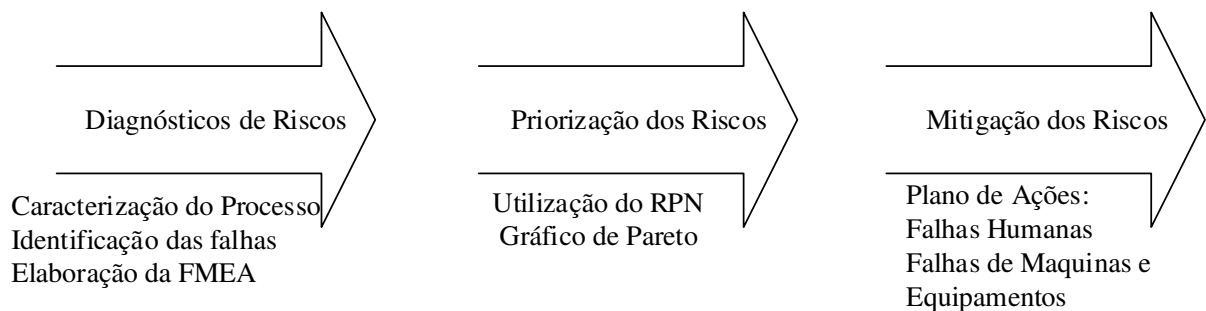 Diagnósticos de Riscos
Caracterização do Processo
Identificação das falhas
Elaboração da FMEA
Priorização dos Riscos
Utilização do RPN
Gráfico de Pareto
Mitigação dos Riscos
Plano de Ações:
Falhas Humanas
Falhas de Maquinas e
Equipamentos